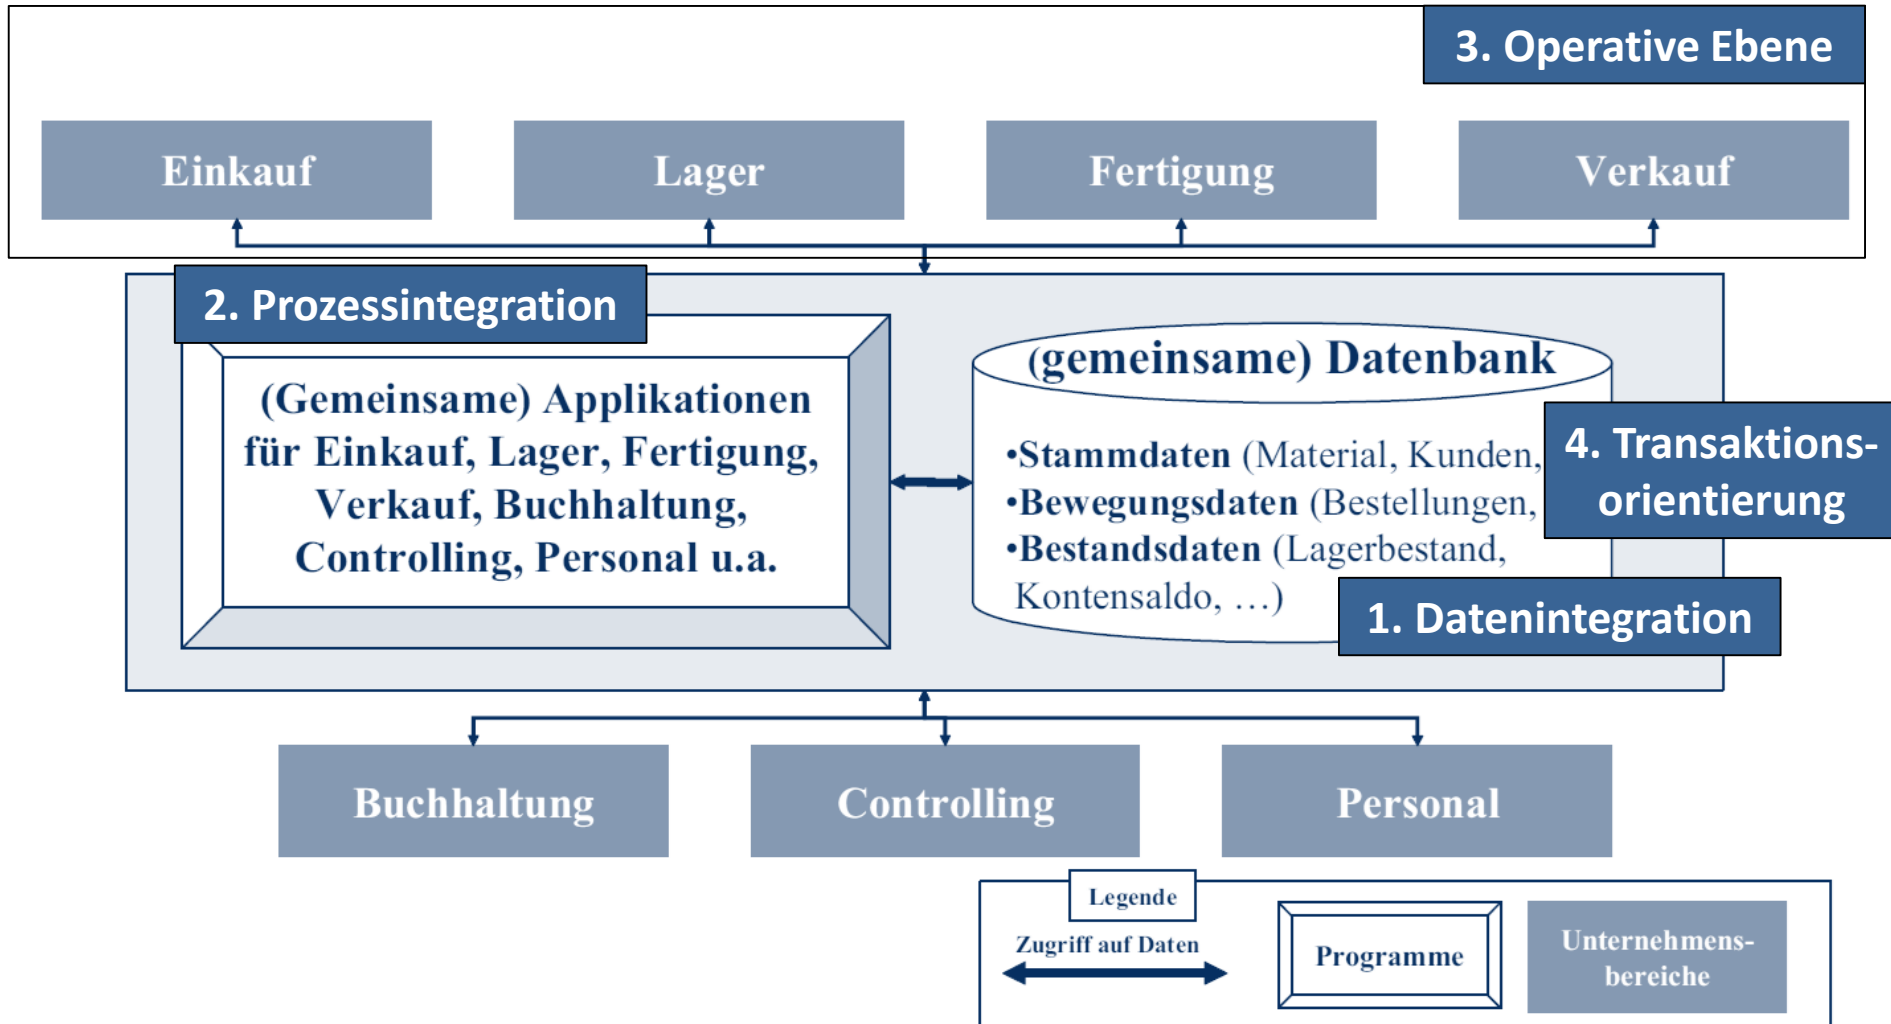 3. Operative Ebene
Einkauf
Lager
Fertigung
Verkauf
2. Prozessintegration
(Gemeinsame) Applikationen
für Einkauf, Lager, Fertigung,
Verkauf, Buchhaltung,
Controlling, Personal u.a.
(gemeinsame) Datenbank
•Stammdaten (Material, Kunden,
•Bewegungsdaten (Bestellungen,
•Bestandsdaten (Lagerbestand,
Kontensaldo, …)
4. Transaktions-
orientierung
1. Datenintegration
Buchhaltung
Controlling
Personal
Legende
Zugriff auf Daten
Programme
Unternehmens-
bereiche